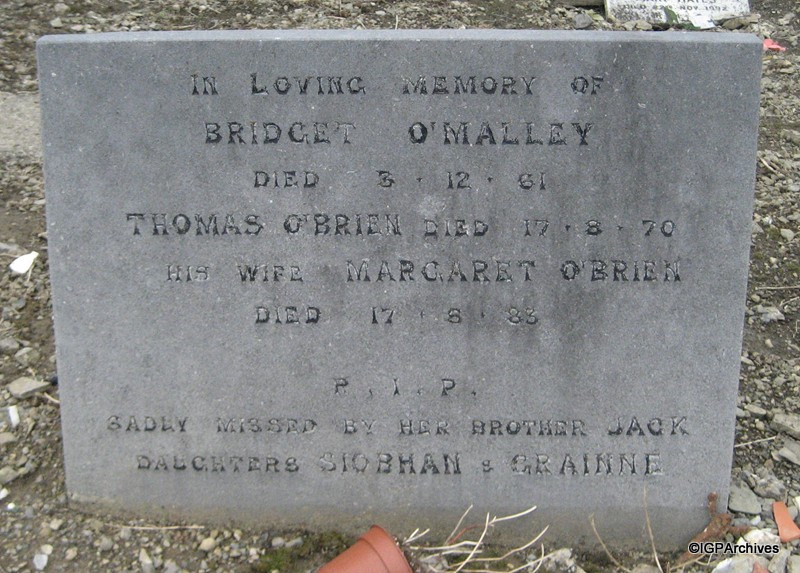 IN LOVING MEMORY OF
BRIDGET O'MALLEY
DIED 3 · 12 · 61
THOMAS O'BRIEN DIED 17 · 8 · 70
HIS WIFE MARGARET O'BRIEN
DIED 17 · 8 · 83
R . I . P .
SADLY MISSED BY HER BROTHER JACK
DAUGHTERS SIOBHAN & GRAINNE
©IGPArchives